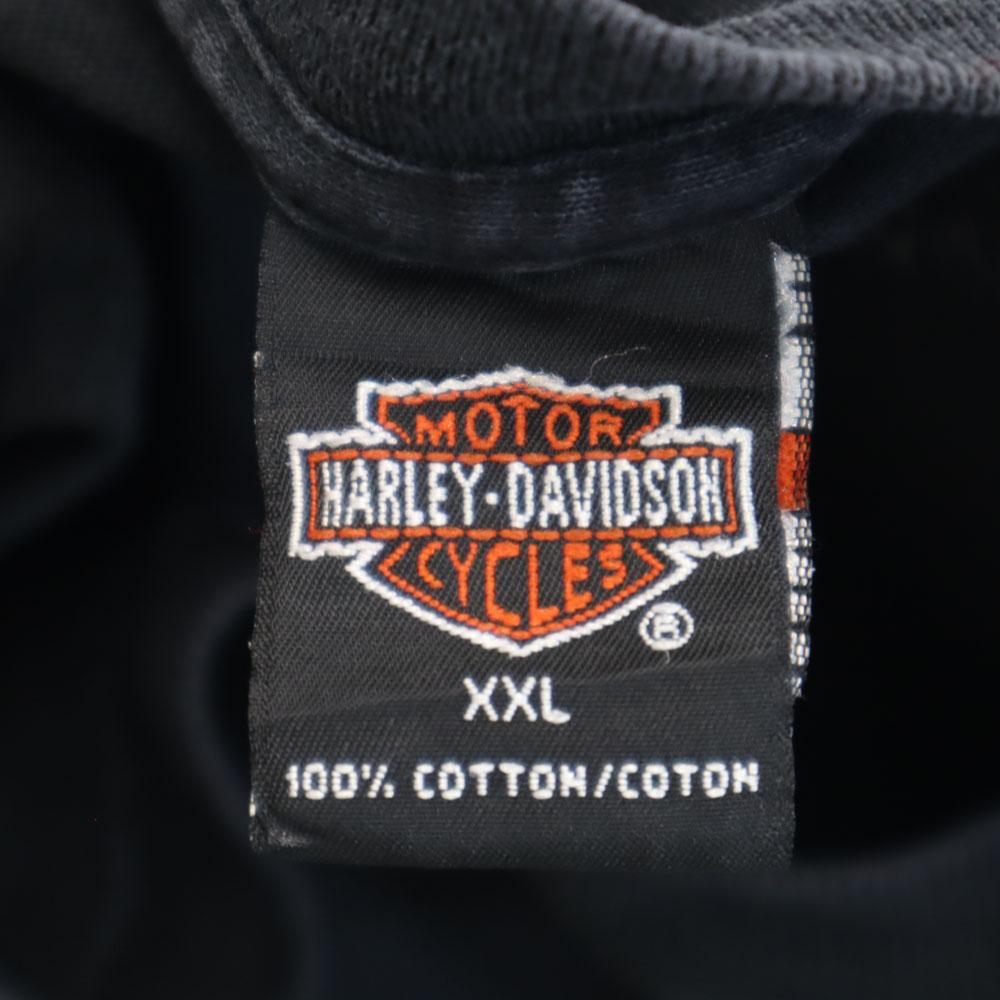 MOTOR
HARLEY-DAVIDSON
CYCLES
®
XXL
100% COTTON/COTON